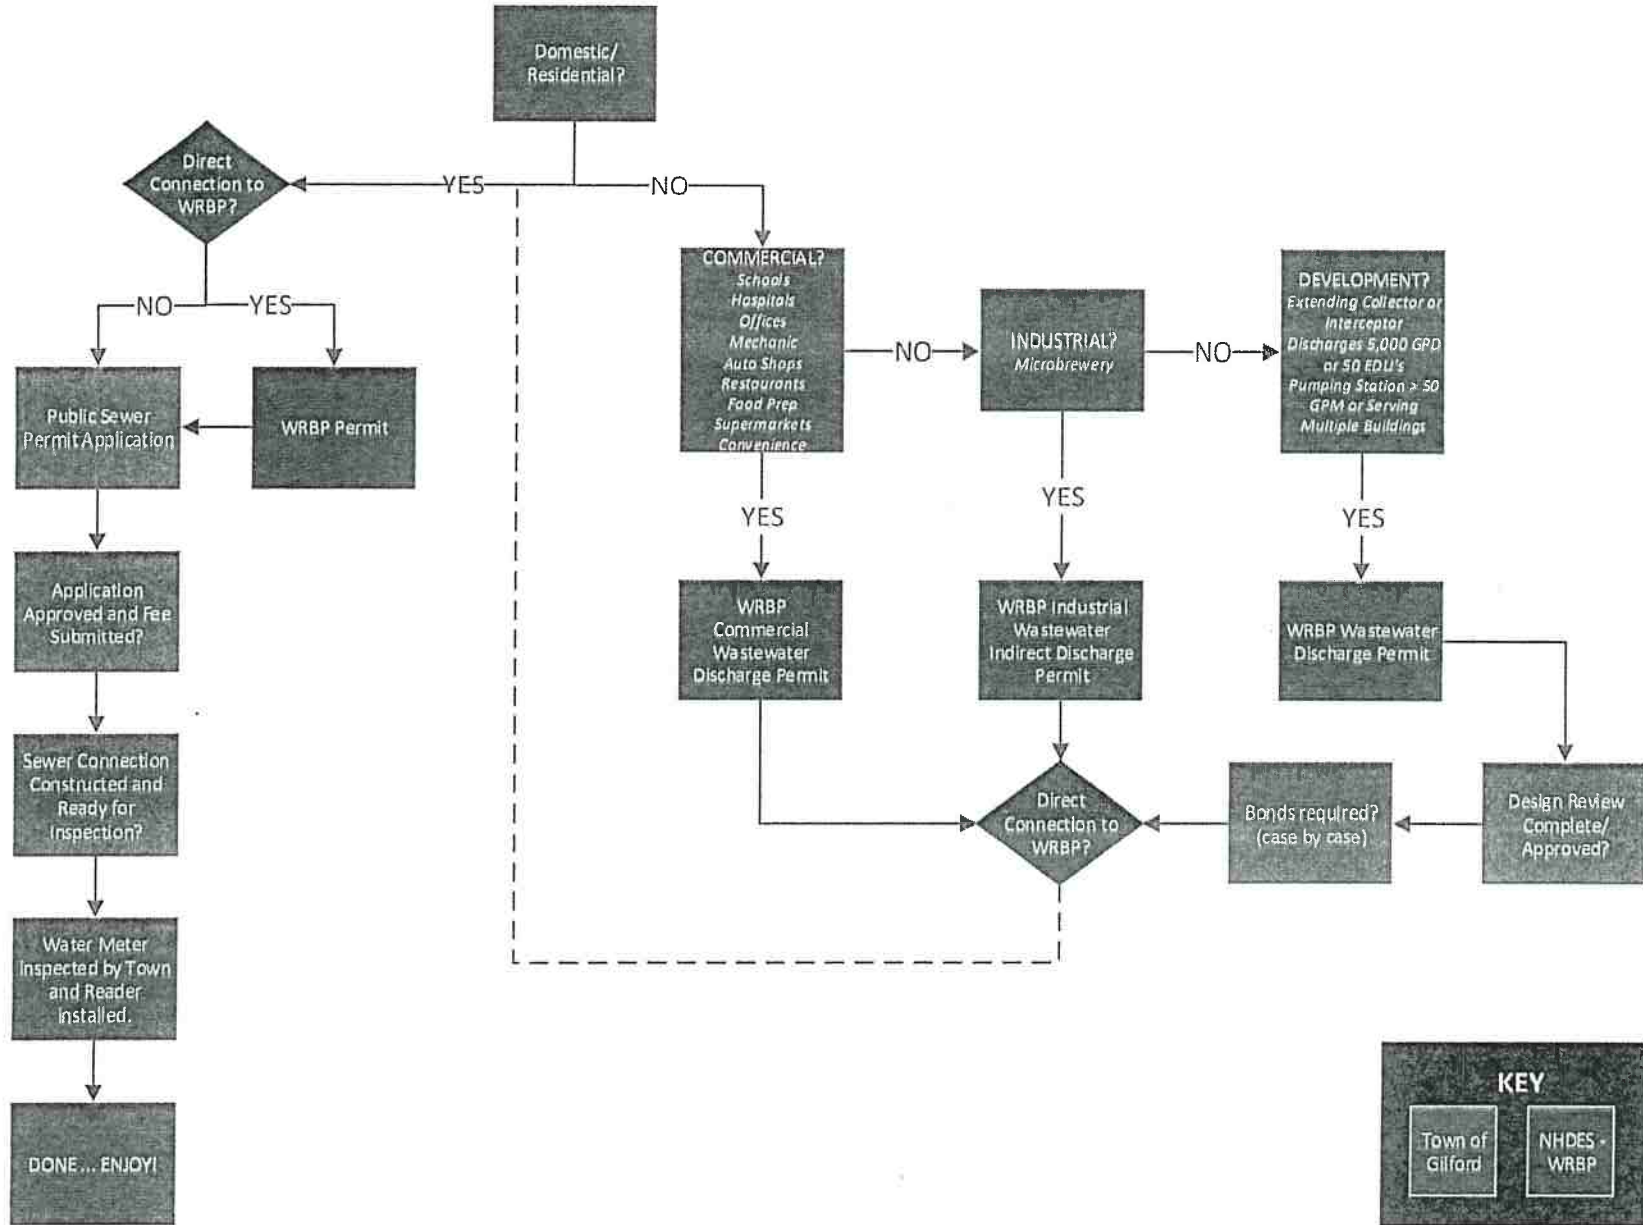 Domestic/
Residential?
Direct
Connection to
WRBP?
YES
NO
COMMERCIAL?
Schools
Hospitals
Offices
Mechanic
Auto Shops
Restaurants
Food Prep
Supermarkets
Convenience
NO
INDUSTRIAL?
Microbrewery
NO
DEVELOPMENT?
Extending Collector or
Interceptor
Discharges 5,000 GPD
or 50 EDU's
Pumping Station > 50
GPM or Serving
Multiple Buildings
NO
YES
Public Sewer
Permit Application
WRBP Permit
YES
YES
YES
Application
Approved and Fee
Submitted?
WRBP
Commercial
Wastewater
Discharge Permit
WRBP Industrial
Wastewater
Indirect Discharge
Permit
WRBP Wastewater
Discharge Permit
Sewer Connection
Constructed and
Ready for
Inspection?
Direct
Connection to
WRBP?
Bonds required?
(case by case)
Design Review
Complete/
Approved?
Water Meter
Inspected by Town
and Reader
Installed.
DONE ... ENJOY!
KEY
Town of
Gilford
NHDES -
WRBP